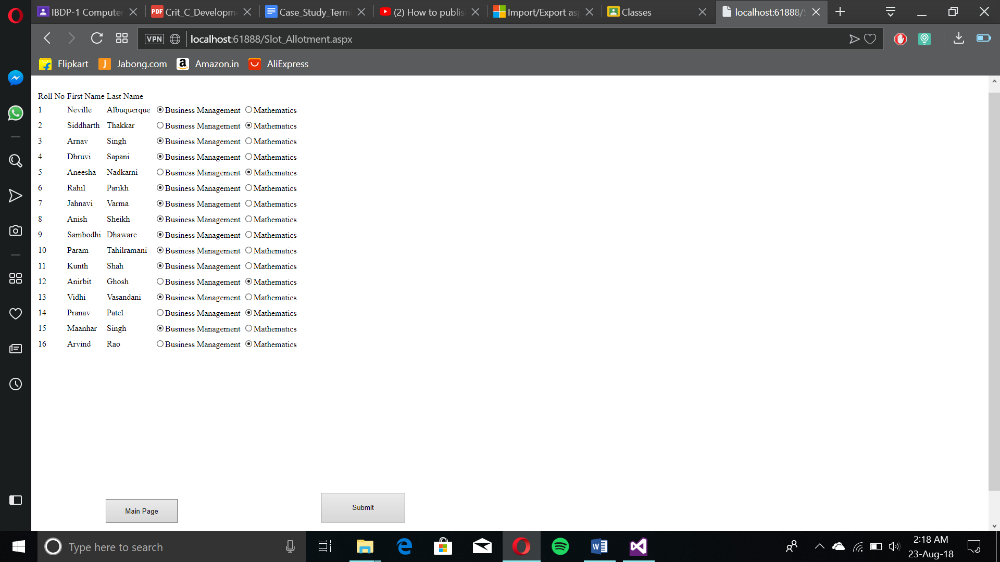 IBDP-1 Computer Crit_C_Developm Case_Study_Term (2) How to publis Import/Export as Classes localhost:61888/S
VPN localhost:61888/Slot_Allotment.aspx
Flipkart Jabong.com Amazon.in AliExpress
Roll No First Name Last Name
1 Neville Albuquerque Business Management Mathematics
2 Siddharth Thakkar Business Management Mathematics
3 Arnav Singh Business Management Mathematics
4 Dhruvi Sapani Business Management Mathematics
5 Aneesha Nadkarni Business Management Mathematics
6 Rahil Parikh Business Management Mathematics
7 Jahnavi Varma Business Management Mathematics
8 Anish Sheikh Business Management Mathematics
9 Sambodhi Dhaware Business Management Mathematics
10 Param Tahilramani Business Management Mathematics
11 Kunth Shah Business Management Mathematics
12 Anirbit Ghosh Business Management Mathematics
13 Vidhi Vasandani Business Management Mathematics
14 Pranav Patel Business Management Mathematics
15 Maanhar Singh Business Management Mathematics
16 Arvind Rao Business Management Mathematics
Main Page Submit
Type here to search
2:18 AM
23-Aug-18